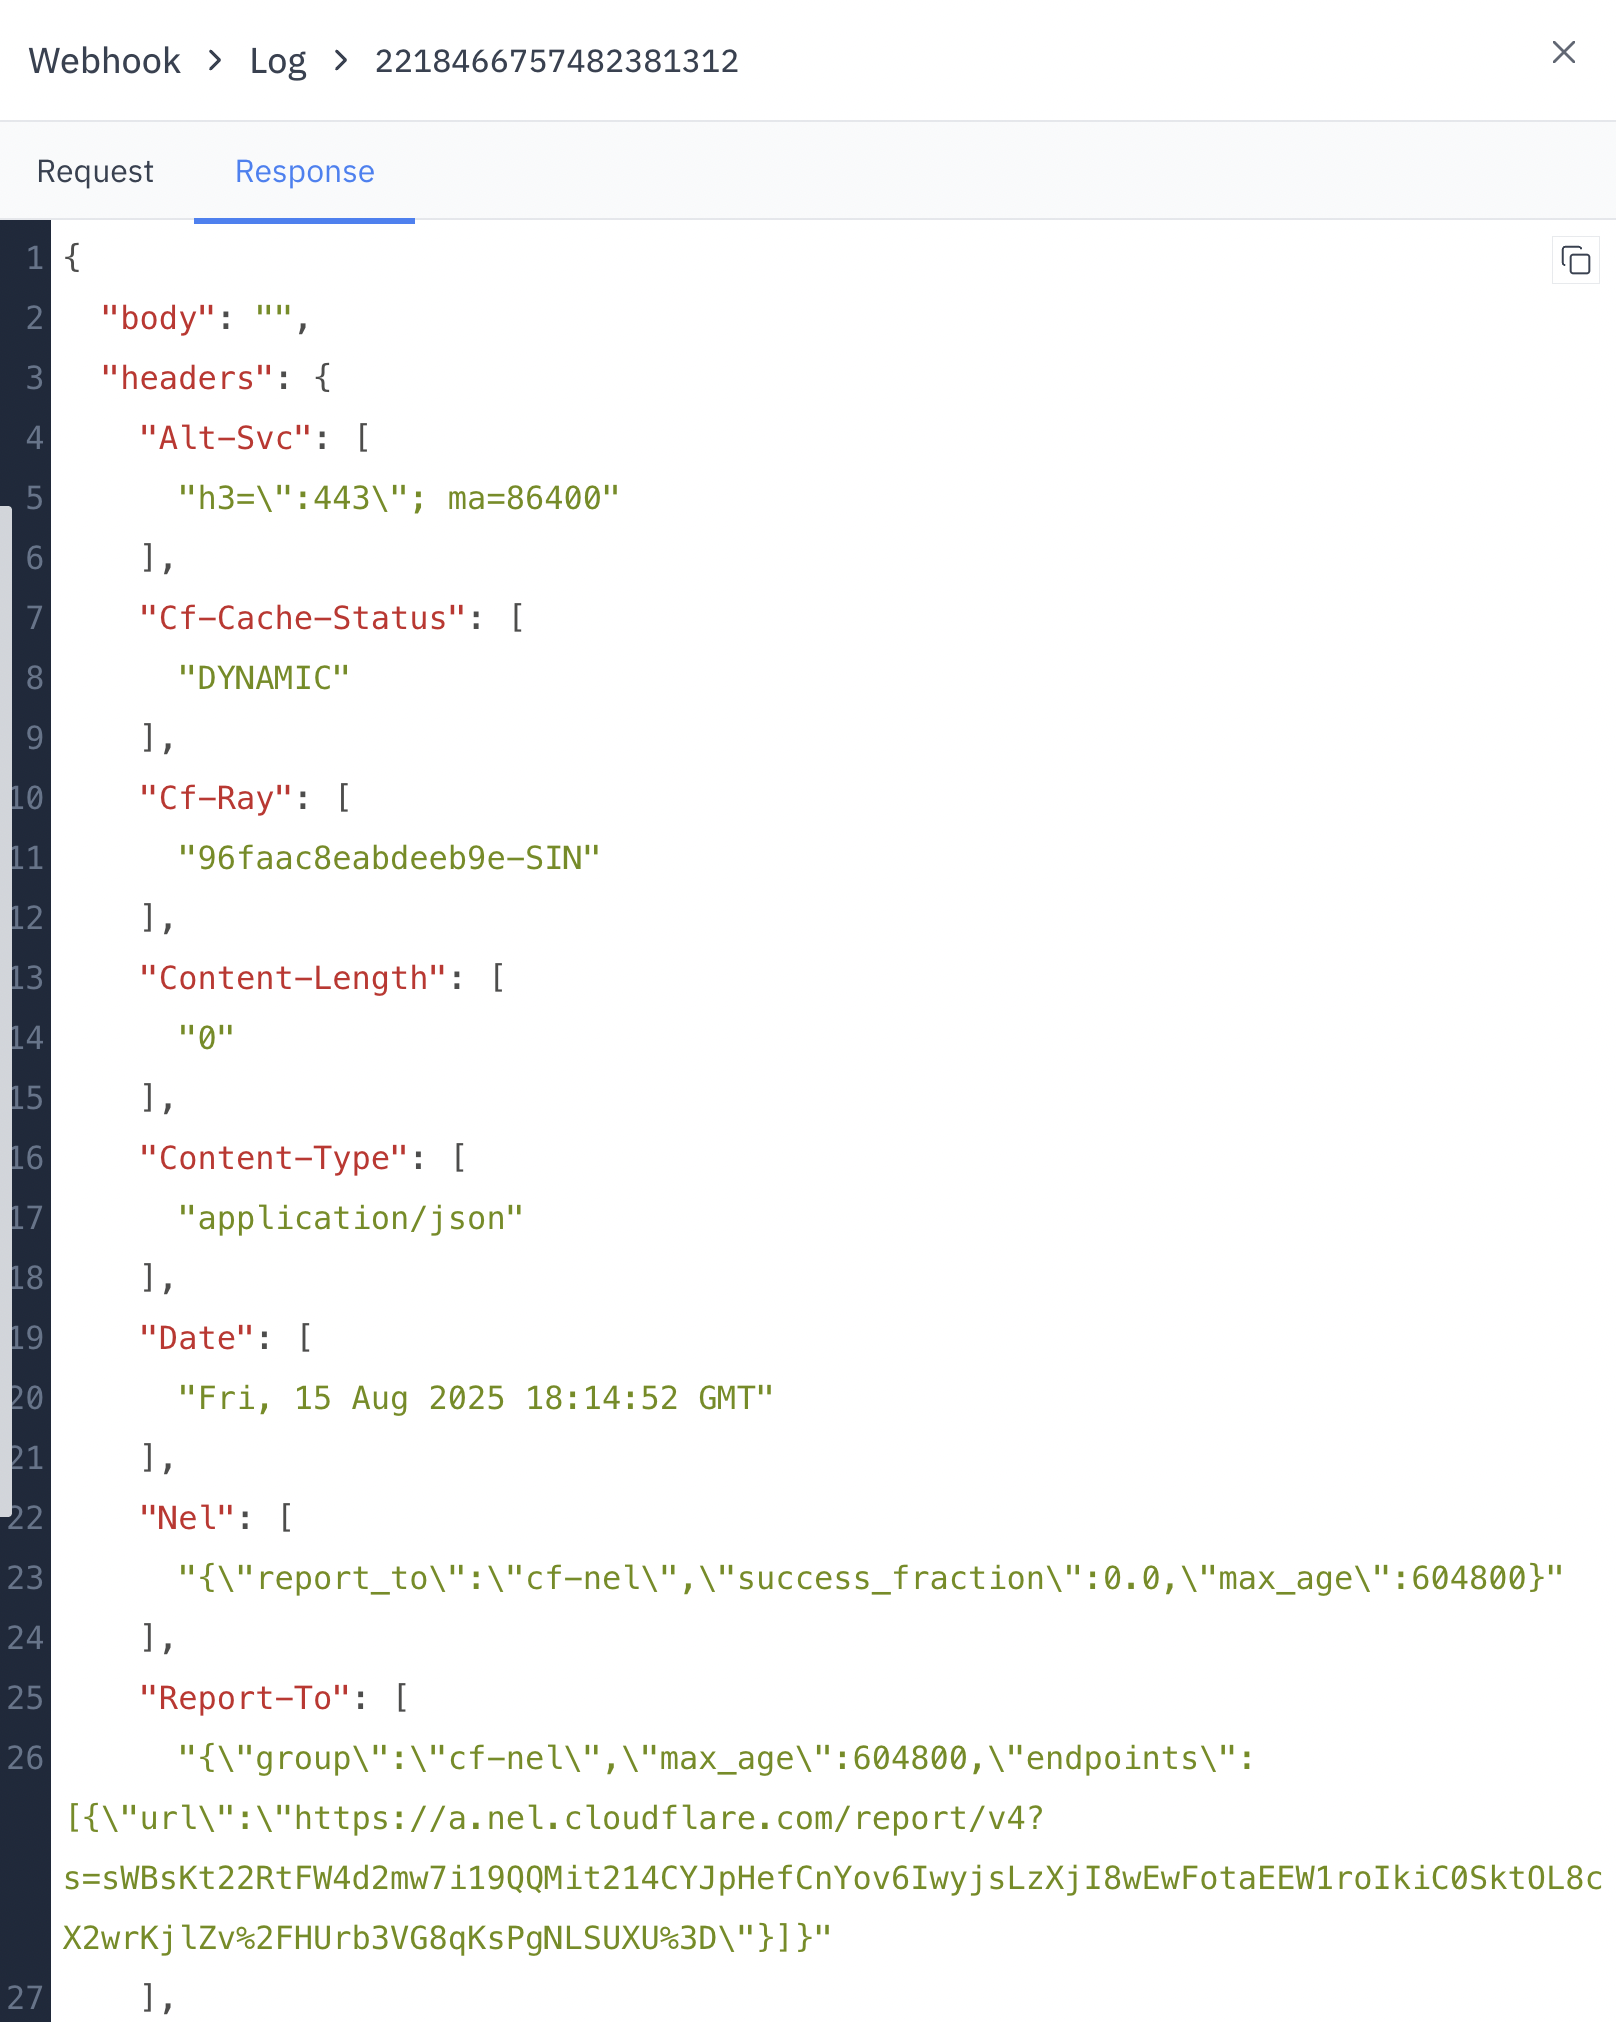 Webhook > Log > 2218466757482381312
Request Response
1 {
2 "body": "",
3 "headers": {
4 "Alt-Svc": [
5 "h3=\":443\"; ma=86400"
6 ],
7 "Cf-Cache-Status": [
8 "DYNAMIC"
9 ],
10 "Cf-Ray": [
11 "96faac8eabdeeb9e-SIN"
12 ],
13 "Content-Length": [
14 "0"
15 ],
16 "Content-Type": [
17 "application/json"
18 ],
19 "Date": [
20 "Fri, 15 Aug 2025 18:14:52 GMT"
21 ],
22 "Nel": [
23 "{\"report_to\":\"cf-nel\",\"success_fraction\":0.0,\"max_age\":604800}"
24 ],
25 "Report-To": [
26 "{\"group\":\"cf-nel\",\"max_age\":604800,\"endpoints\":
[{\"url\":\"https://a.nel.cloudflare.com/report/v4?
s=sWBsKt22RtFW4d2mw7i19QQMit214CYJpHefCnYov6IwyjsLzXjI8wEwFotaEEW1roIkiC0SktOL8c
X2wrKjlZv%2FHUrb3VG8qKsPgNLSUXU%3D\"}]}"
27 ],